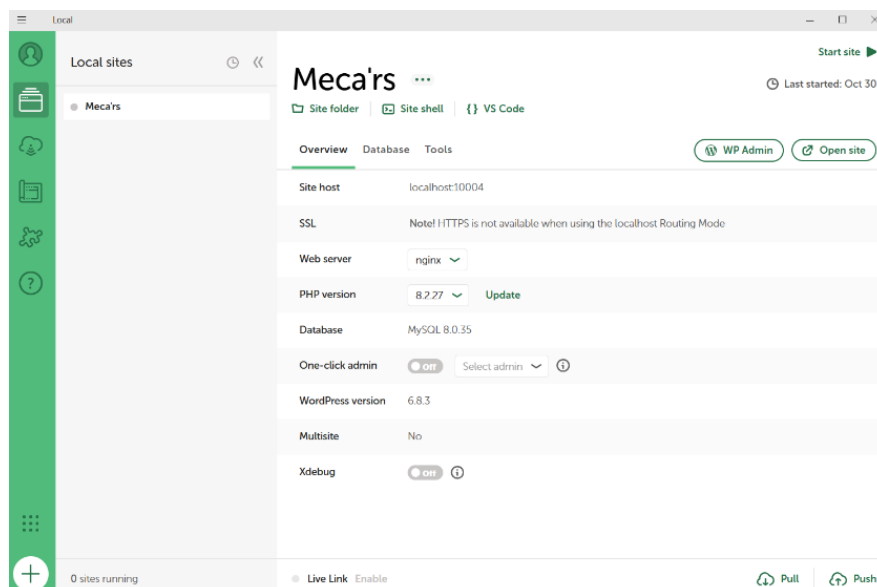 Local
Local sites
Meca'rs
0 sites running
Start site
Meca'rs ...
Last started: Oct 30
Site folder
Site shell
VS Code
Overview Database Tools
WP Admin
Open site
Site host localhost:10004
SSL Note! HTTPS is not available when using the localhost Routing Mode
Web server nginx
PHP version 8.2.27 Update
Database MySQL 8.0.35
One-click admin Off Select admin
WordPress version 6.8.3
Multisite No
Xdebug Off
Live Link Enable
Pull
Push